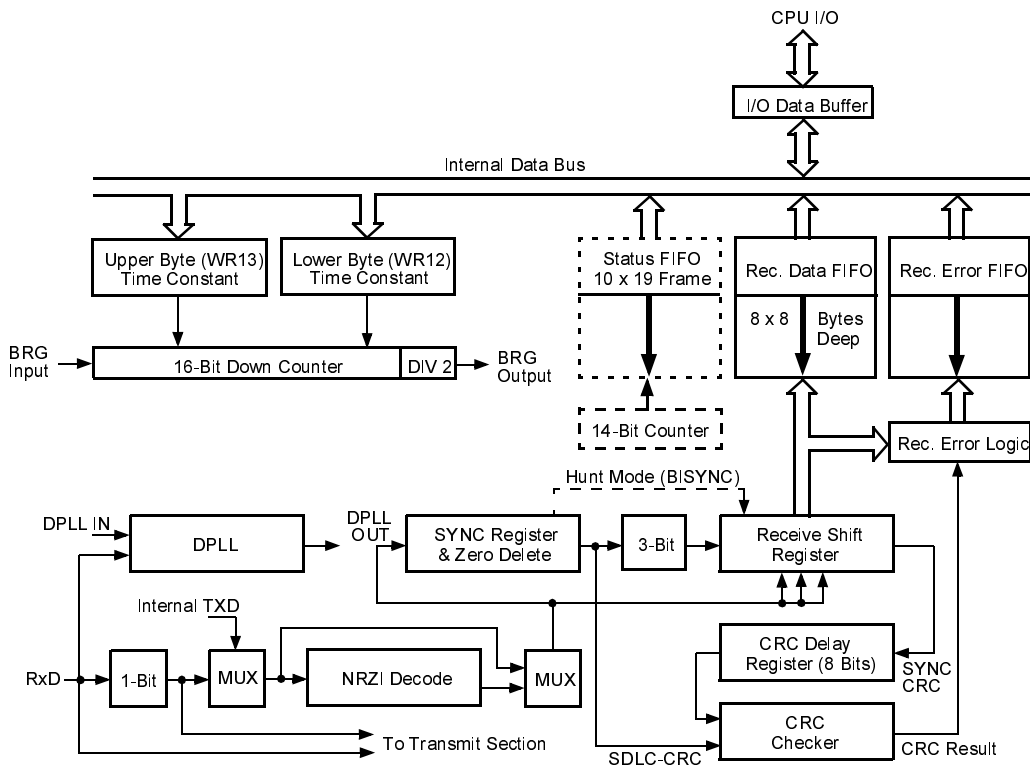 CPU I/O
I/O Data Buffer
Internal Data Bus
Upper Byte (WR13)
Time Constant
Lower Byte (WR12)
Time Constant
Status FIFO
10 x 19 Frame
Rec. Data FIFO
Rec. Error FIFO
8 x 8
Bytes
Deep
BRG
Input
16-Bit Down Counter
DIV 2
BRG
Output
14-Bit Counter
Rec. Error Logic
Hunt Mode (BISYNC)
DPLL IN
DPLL
DPLL
OUT
SYNC Register
& Zero Delete
3-Bit
Receive Shift
Register
Internal TXD
RxD
1-Bit
MUX
NRZI Decode
MUX
CRC Delay
Register (8 Bits)
SYNC
CRC
To Transmit Section
SDLC-CRC
CRC
Checker
CRC Result